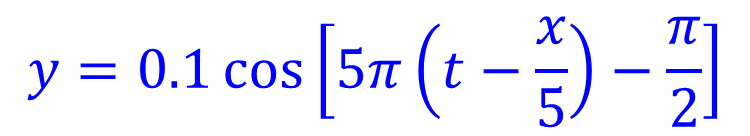 y = 0.1 cos [5π (t − x/5) − π/2]